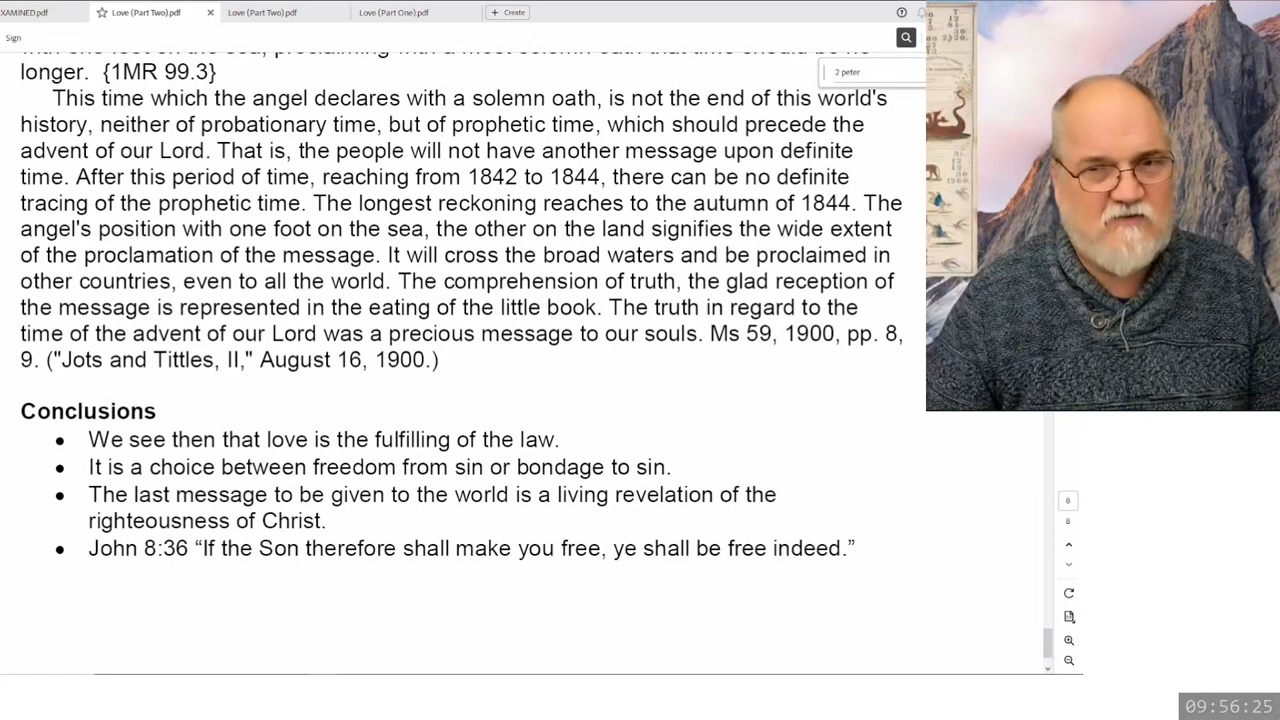 XAMINED.pdf
Love (Part Two).pdf
Love (Part Two).pdf
Love (Part One).pdf
Create
Sign
2 peter
longer. {1MR 99.3}
This time which the angel declares with a solemn oath, is not the end of this world's
history, neither of probationary time, but of prophetic time, which should precede the
advent of our Lord. That is, the people will not have another message upon definite
time. After this period of time, reaching from 1842 to 1844, there can be no definite
tracing of the prophetic time. The longest reckoning reaches to the autumn of 1844. The
angel's position with one foot on the sea, the other on the land signifies the wide extent
of the proclamation of the message. It will cross the broad waters and be proclaimed in
other countries, even to all the world. The comprehension of truth, the glad reception of
the message is represented in the eating of the little book. The truth in regard to the
time of the advent of our Lord was a precious message to our souls. Ms 59, 1900, pp. 8,
9. ("Jots and Tittles, II," August 16, 1900.)
Conclusions
• We see then that love is the fulfilling of the law.
• It is a choice between freedom from sin or bondage to sin.
• The last message to be given to the world is a living revelation of the
righteousness of Christ.
• John 8:36 “If the Son therefore shall make you free, ye shall be free indeed.”
8
8
09:56:25